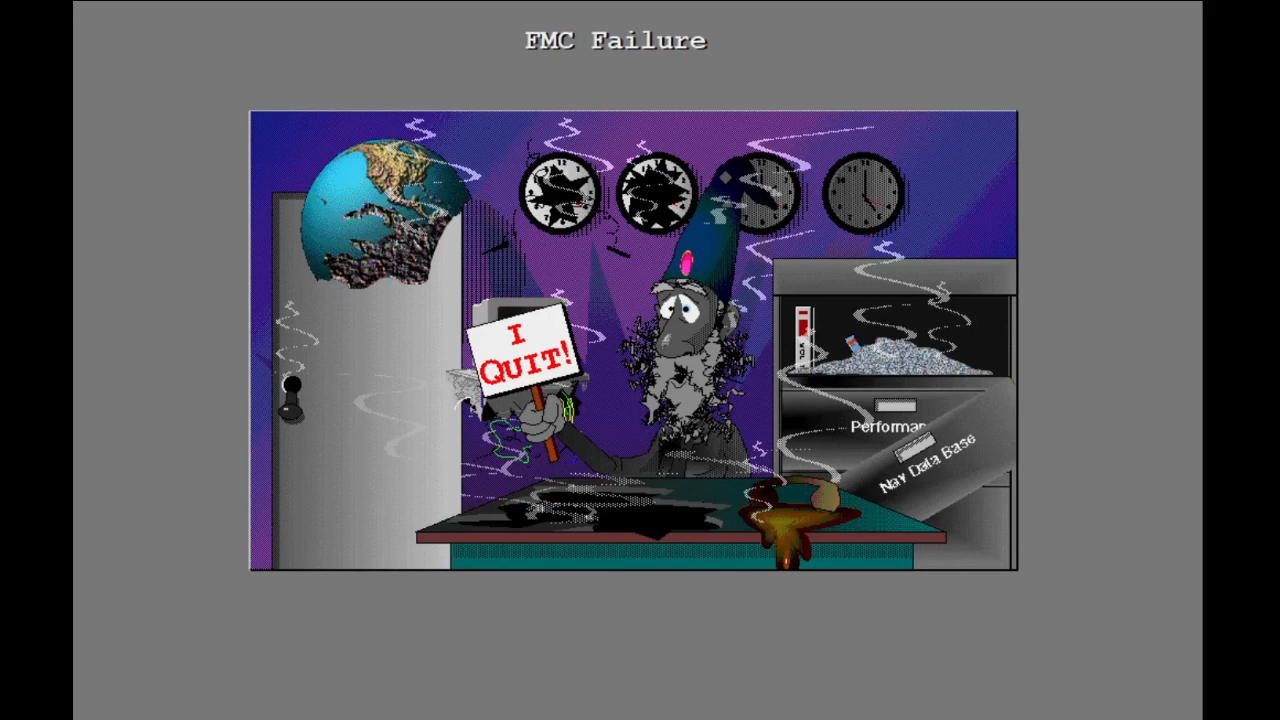 FMC Failure
I
QUIT!
Performan
Nav Data Base